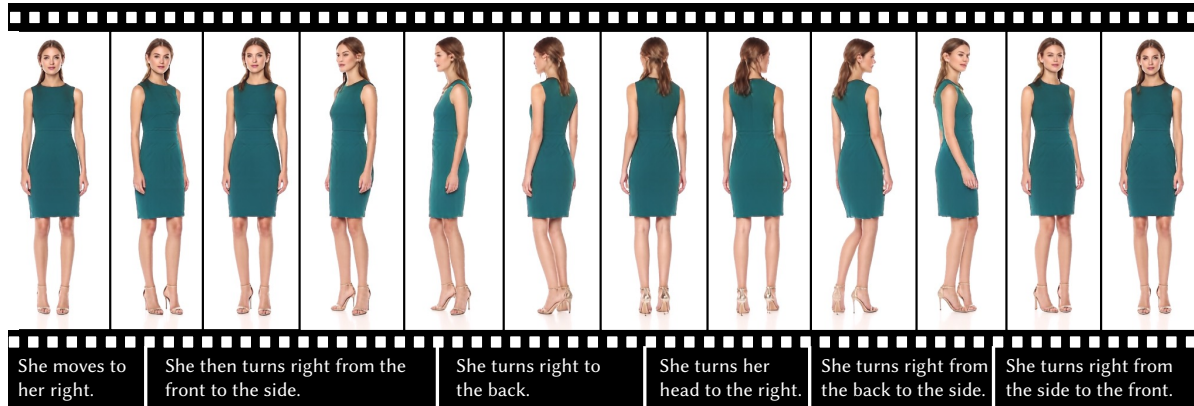 She moves to
her right.
She then turns right from the
front to the side.
She turns right to
the back.
She turns her
head to the right.
She turns right from
the back to the side.
She turns right from
the side to the front.